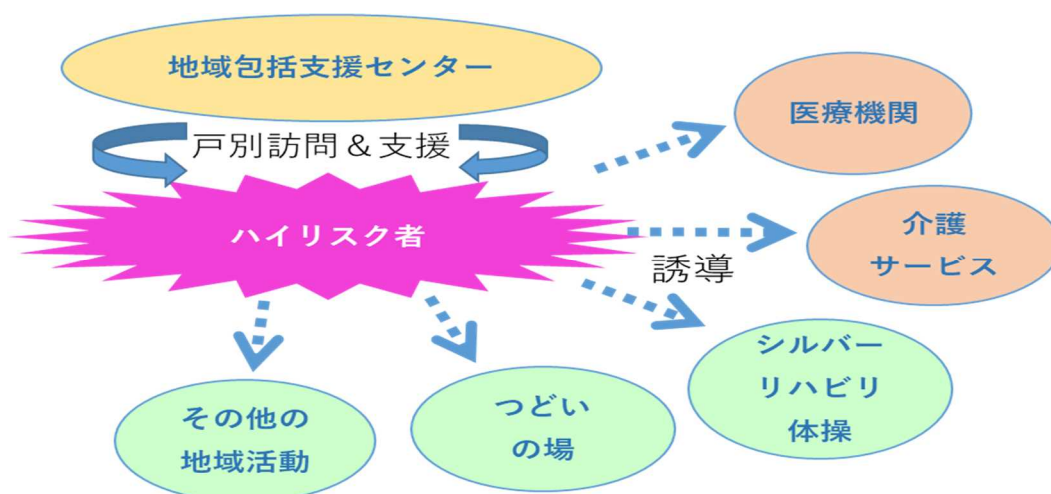 地域包括支援センター
戸別訪問＆支援
ハイリスク者
医療機関
介護
サービス
誘導
シルバー
リハビリ
体操
つどい
の場
その他の
地域活動